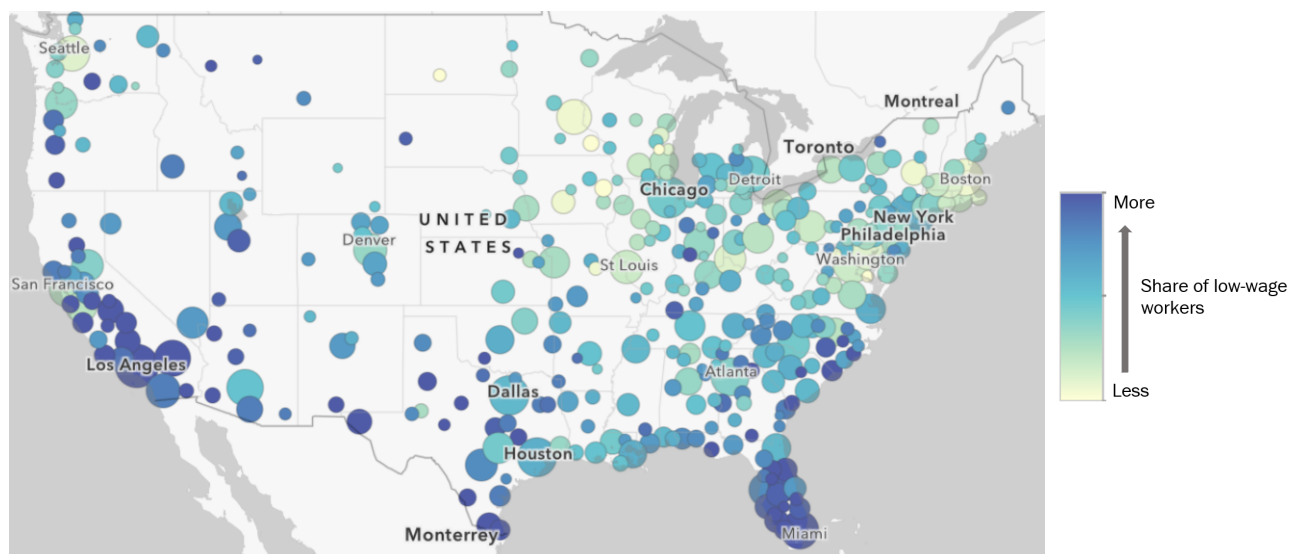 Seattle
Montreal
Toronto
Boston
Detroit
Chicago
New York
UNITED
STATES
Philadelphia
Denver
Washington
St Louis
San Francisco
Los Angeles
Atlanta
Dallas
Houston
Monterrey
Miami
More
Share of low-wage
workers
Less